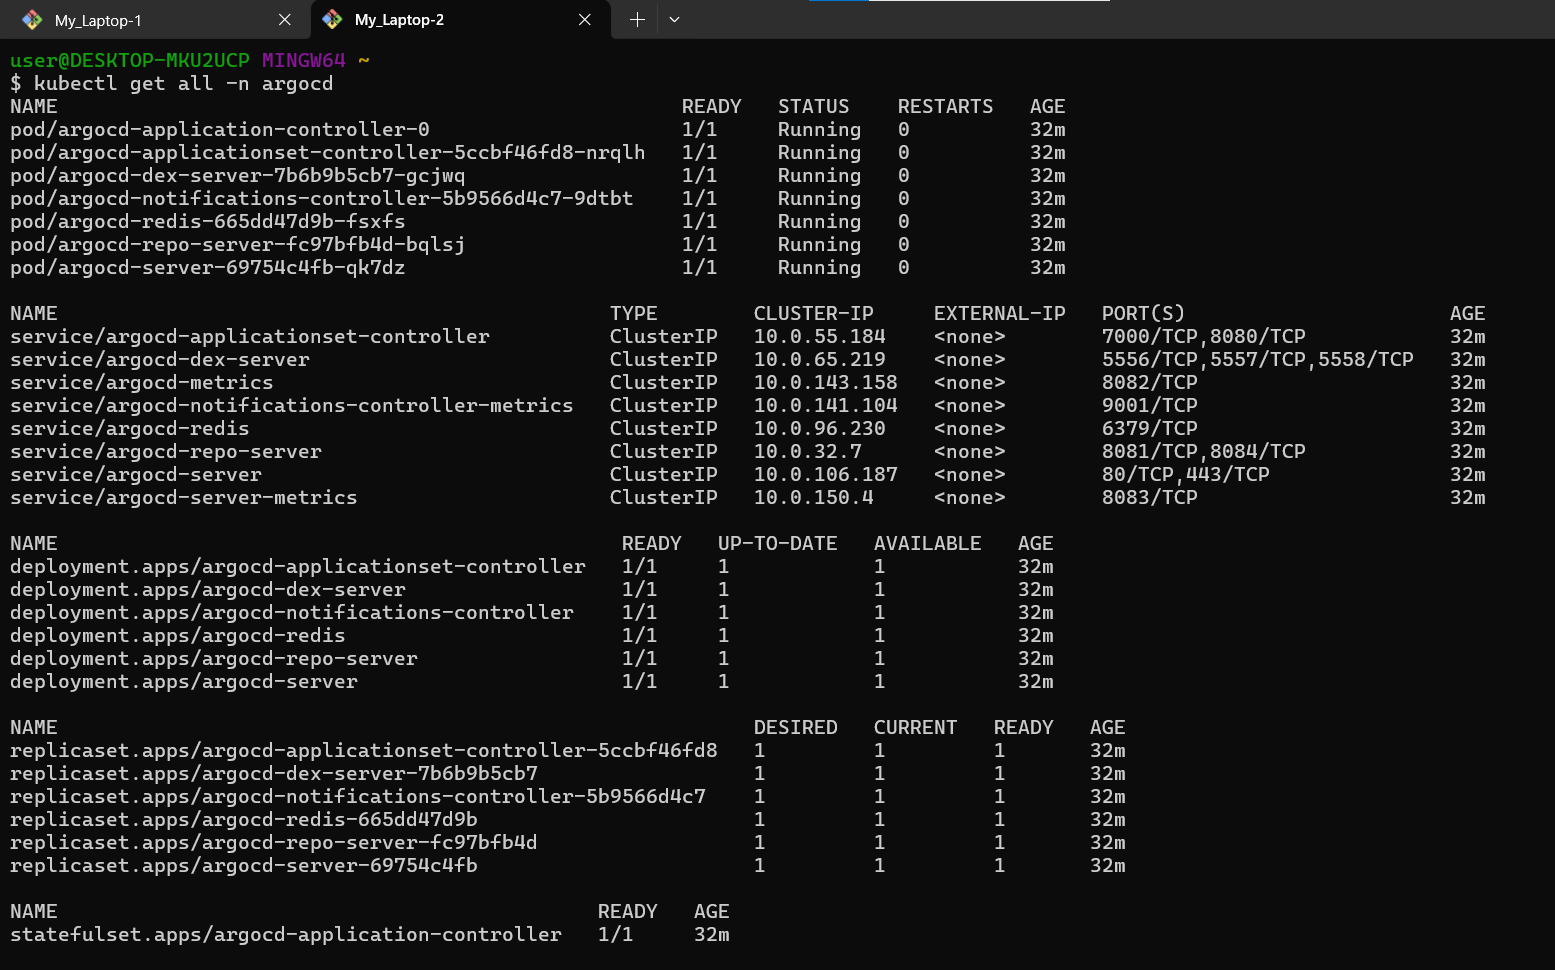 My_Laptop-1
My_Laptop-2
user@DESKTOP-MKU2UCP MINGW64 ~
$ kubectl get all -n argocd
NAME READY STATUS RESTARTS AGE
pod/argocd-application-controller-0 1/1 Running 0 32m
pod/argocd-applicationset-controller-5ccbf46fd8-nrqlh 1/1 Running 0 32m
pod/argocd-dex-server-7b6b9b5cb7-gcjwq 1/1 Running 0 32m
pod/argocd-notifications-controller-5b9566d4c7-9dtbt 1/1 Running 0 32m
pod/argocd-redis-665dd47d9b-fsxfs 1/1 Running 0 32m
pod/argocd-repo-server-fc97bfb4d-bqlsj 1/1 Running 0 32m
pod/argocd-server-69754c4fb-qk7dz 1/1 Running 0 32m
NAME TYPE CLUSTER-IP EXTERNAL-IP PORT(S) AGE
service/argocd-applicationset-controller ClusterIP 10.0.55.184 <none> 7000/TCP,8080/TCP 32m
service/argocd-dex-server ClusterIP 10.0.65.219 <none> 5556/TCP,5557/TCP,5558/TCP 32m
service/argocd-metrics ClusterIP 10.0.143.158 <none> 8082/TCP 32m
service/argocd-notifications-controller-metrics ClusterIP 10.0.141.104 <none> 9001/TCP 32m
service/argocd-redis ClusterIP 10.0.96.230 <none> 6379/TCP 32m
service/argocd-repo-server ClusterIP 10.0.32.7 <none> 8081/TCP,8084/TCP 32m
service/argocd-server ClusterIP 10.0.106.187 <none> 80/TCP,443/TCP 32m
service/argocd-server-metrics ClusterIP 10.0.150.4 <none> 8083/TCP 32m
NAME READY UP-TO-DATE AVAILABLE AGE
deployment.apps/argocd-applicationset-controller 1/1 1 1 32m
deployment.apps/argocd-dex-server 1/1 1 1 32m
deployment.apps/argocd-notifications-controller 1/1 1 1 32m
deployment.apps/argocd-redis 1/1 1 1 32m
deployment.apps/argocd-repo-server 1/1 1 1 32m
deployment.apps/argocd-server 1/1 1 1 32m
NAME DESIRED CURRENT READY AGE
replicaset.apps/argocd-applicationset-controller-5ccbf46fd8 1 1 1 32m
replicaset.apps/argocd-dex-server-7b6b9b5cb7 1 1 1 32m
replicaset.apps/argocd-notifications-controller-5b9566d4c7 1 1 1 32m
replicaset.apps/argocd-redis-665dd47d9b 1 1 1 32m
replicaset.apps/argocd-repo-server-fc97bfb4d 1 1 1 32m
replicaset.apps/argocd-server-69754c4fb 1 1 1 32m
NAME READY AGE
statefulset.apps/argocd-application-controller 1/1 32m